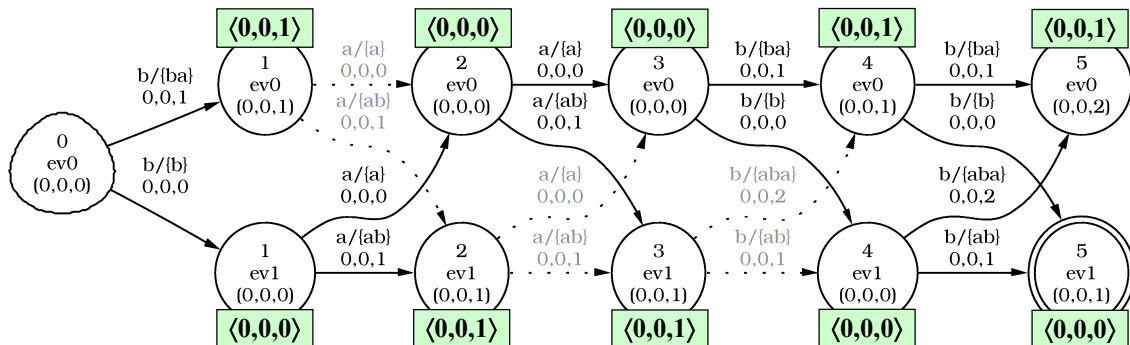 ⟨0,0,1⟩
⟨0,0,0⟩
⟨0,0,0⟩
⟨0,0,1⟩
⟨0,0,1⟩
1
ev0
(0,0,1)
a/{a}
0,0,0
2
ev0
(0,0,0)
a/{a}
0,0,0
3
ev0
(0,0,0)
b/{ba}
0,0,1
4
ev0
(0,0,1)
b/{ba}
0,0,1
5
ev0
(0,0,2)
b/{ba}
0,0,1
a/{ab}
0,0,1
a/{ab}
0,0,1
b/{b}
0,0,0
b/{b}
0,0,0
0
ev0
(0,0,0)
b/{b}
0,0,0
a/{a}
0,0,0
a/{a}
0,0,0
b/{aba}
0,0,2
b/{aba}
0,0,2
1
ev1
(0,0,0)
a/{ab}
0,0,1
2
ev1
(0,0,1)
a/{ab}
0,0,1
3
ev1
(0,0,1)
b/{ab}
0,0,1
4
ev1
(0,0,0)
b/{ab}
0,0,1
5
ev1
(0,0,1)
⟨0,0,0⟩
⟨0,0,1⟩
⟨0,0,1⟩
⟨0,0,0⟩
⟨0,0,0⟩